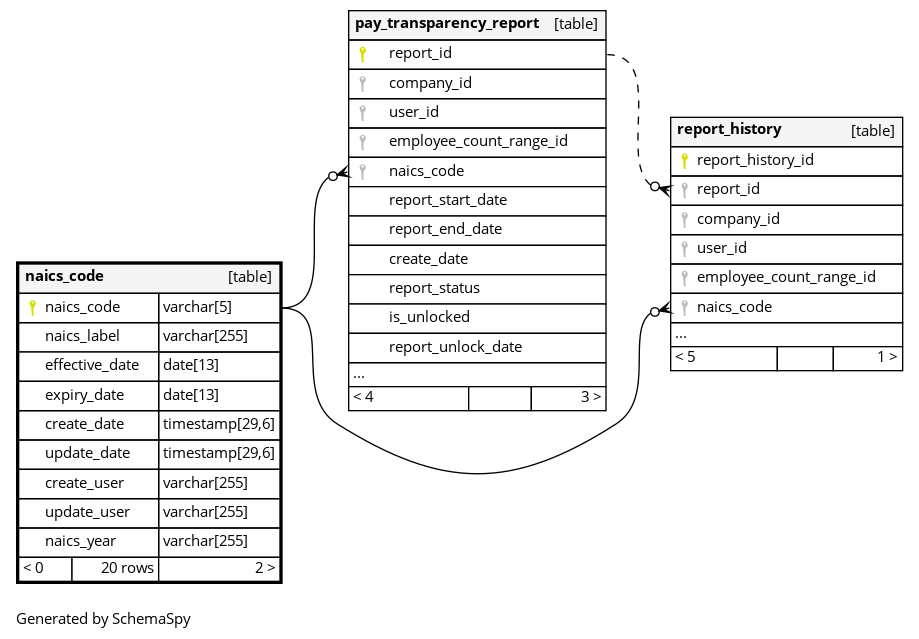 pay_transparency_report [table]
report_id
company_id
user_id
employee_count_range_id
naics_code
report_start_date
report_end_date
create_date
report_status
is_unlocked
report_unlock_date
...
< 4 3 >
report_history [table]
report_history_id
report_id
company_id
user_id
employee_count_range_id
naics_code
...
< 5 1 >
naics_code [table]
naics_code varchar[5]
naics_label varchar[255]
effective_date date[13]
expiry_date date[13]
create_date timestamp[29,6]
update_date timestamp[29,6]
create_user varchar[255]
update_user varchar[255]
naics_year varchar[255]
< 0 20 rows 2 >
Generated by SchemaSpy